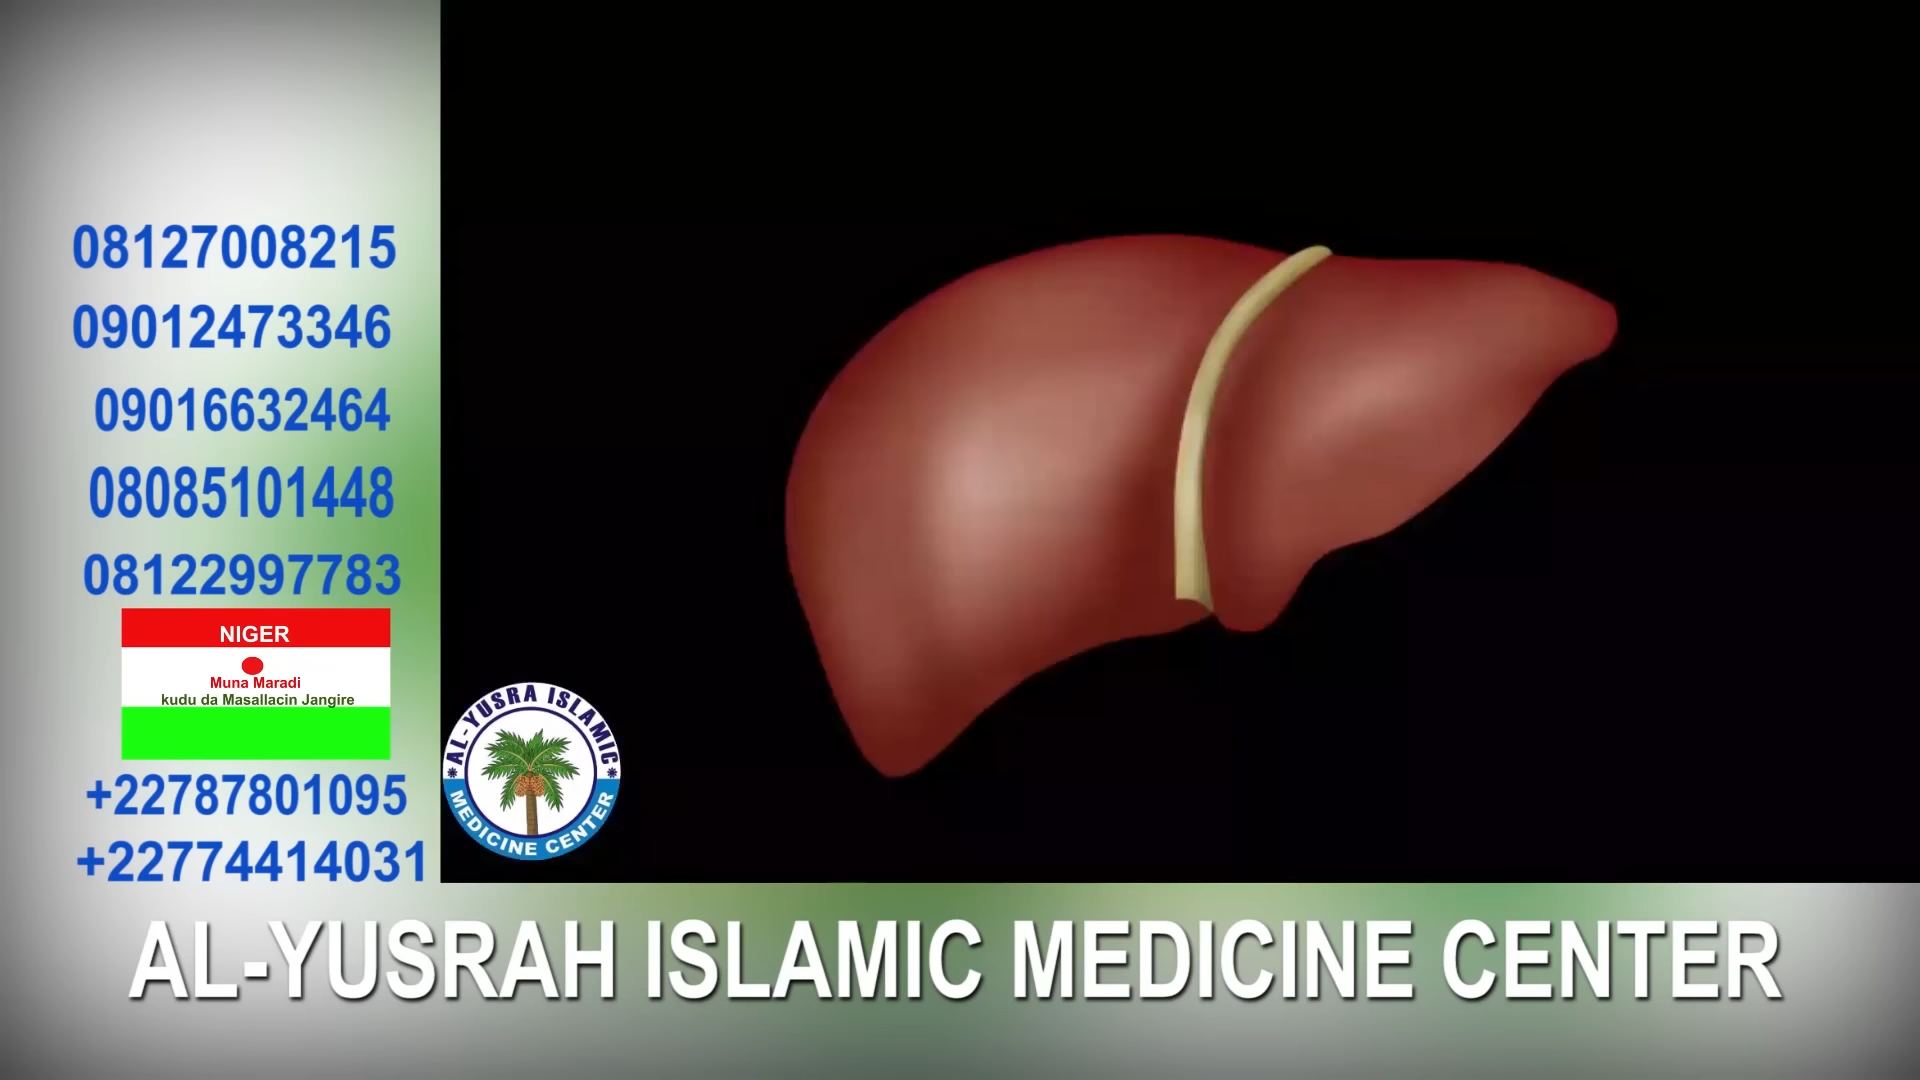 08127008215
09012473346
09016632464
08085101448
08122997783
NIGER
Muna Maradi
kudu da Masallacin Jangire
+22787801095
+22774414031
AL-YUSRA ISLAMIC
MEDICINE CENTER
AL-YUSRAH ISLAMIC MEDICINE CENTER